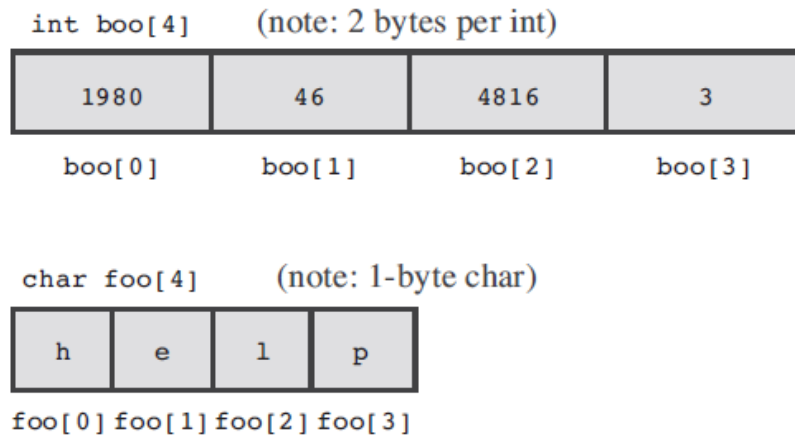 int boo[4] (note: 2 bytes per int)
1980 46 4816 3
boo[0] boo[1] boo[2] boo[3]
char foo[4] (note: 1-byte char)
h e l p
foo[0] foo[1] foo[2] foo[3]